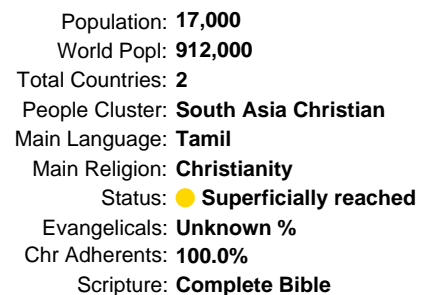 Population: 17,000
World Popl: 912,000
Total Countries: 2
People Cluster: South Asia Christian
Main Language: Tamil
Main Religion: Christianity
Status: Superficially reached
Evangelicals: Unknown %
Chr Adherents: 100.0%
Scripture: Complete Bible